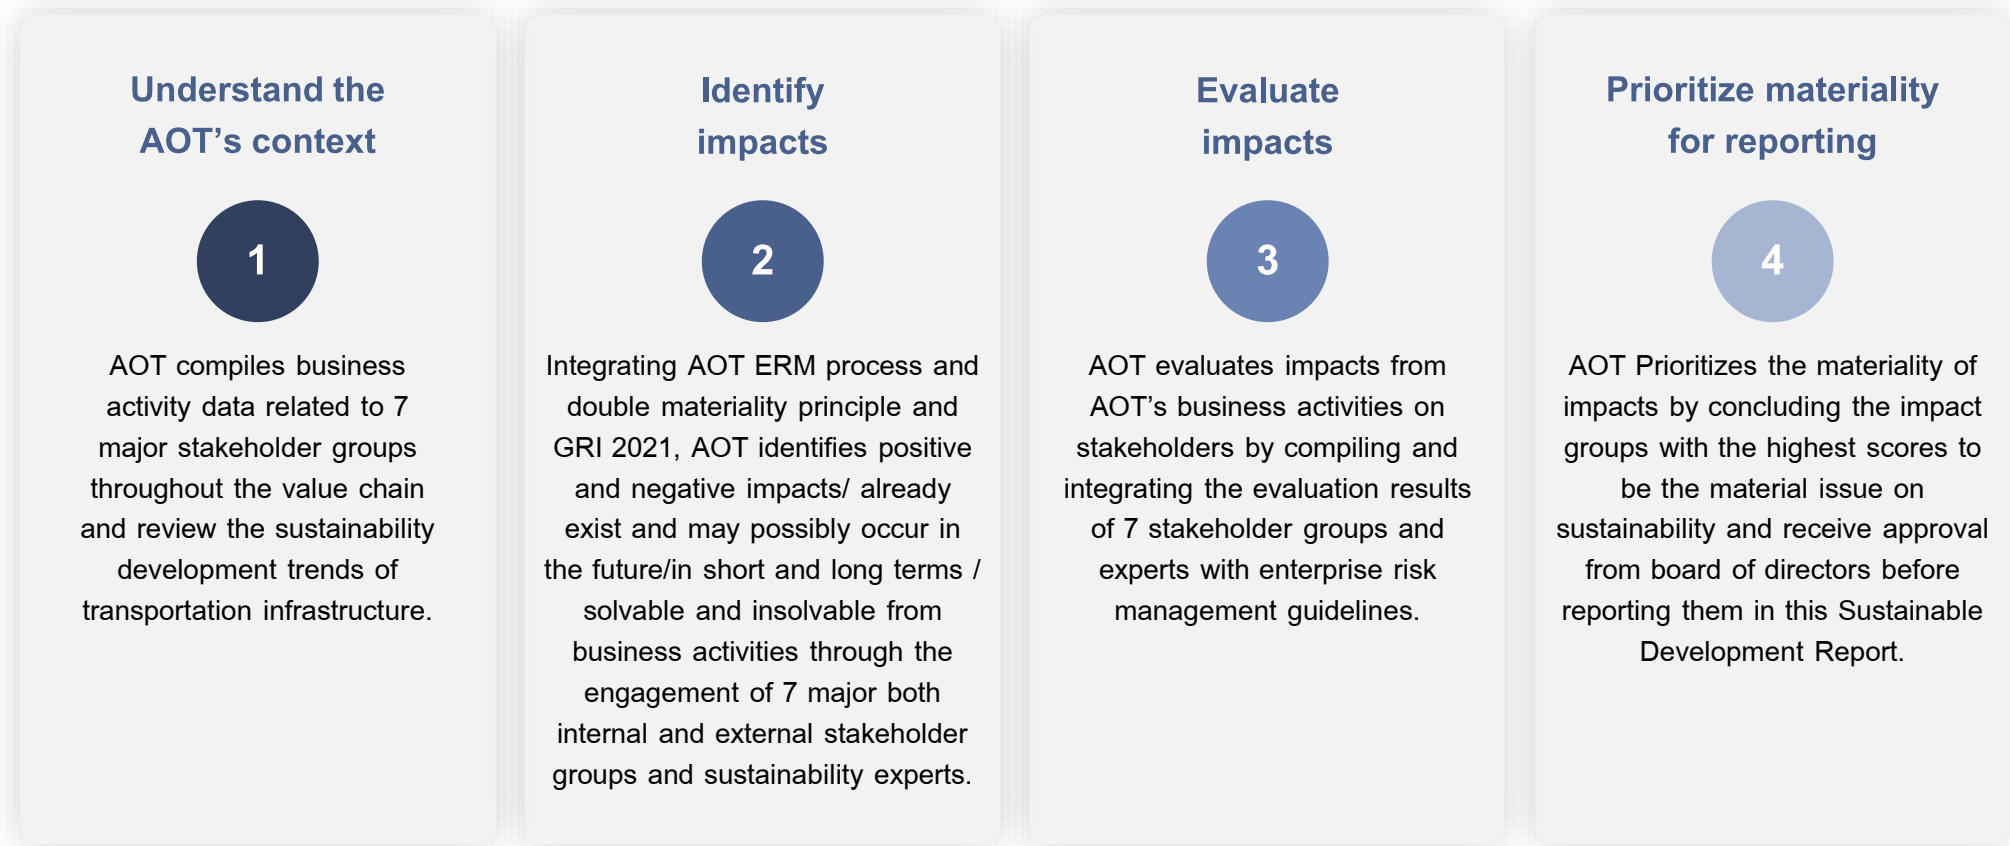 Understand the
AOT’s context
1
AOT compiles business
activity data related to 7
major stakeholder groups
throughout the value chain
and review the sustainability
development trends of
transportation infrastructure.
Identify
impacts
2
Integrating AOT ERM process and
double materiality principle and
GRI 2021, AOT identifies positive
and negative impacts/ already
exist and may possibly occur in
the future/in short and long terms /
solvable and insolvable from
business activities through the
engagement of 7 major both
internal and external stakeholder
groups and sustainability experts.
Evaluate
impacts
3
AOT evaluates impacts from
AOT’s business activities on
stakeholders by compiling and
integrating the evaluation results
of 7 stakeholder groups and
experts with enterprise risk
management guidelines.
Prioritize materiality
for reporting
4
AOT Prioritizes the materiality of
impacts by concluding the impact
groups with the highest scores to
be the material issue on
sustainability and receive approval
from board of directors before
reporting them in this Sustainable
Development Report.